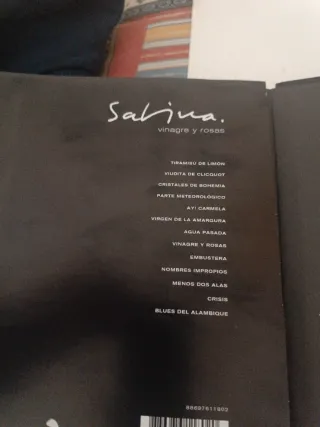 Sabina.
vinagre y rosas
TIRAMISÚ DE LIMÓN
VIUDITA DE CLICQUOT
CRISTALES DE BOHEMIA
PARTE METEOROLÓGICO
AY! CARMELA
VIRGEN DE LA AMARGURA
AGUA PASADA
VINAGRE Y ROSAS
EMBUSTERA
NOMBRES IMPROPIOS
MENOS DOS ALAS
CRISIS
BLUES DEL ALAMBIQUE
88697611902